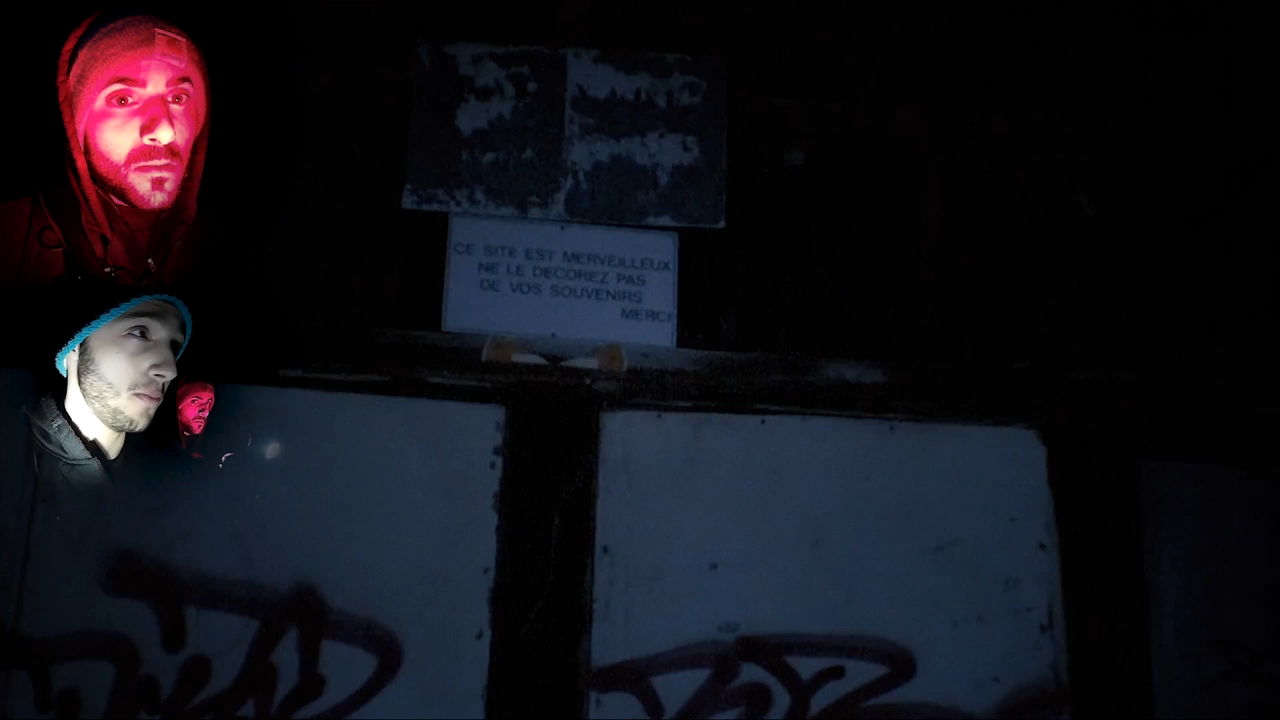 CE SITE EST MERVEILLEUX
NE LE DECOREZ PAS
DE VOS SOUVENIRS
MERCI